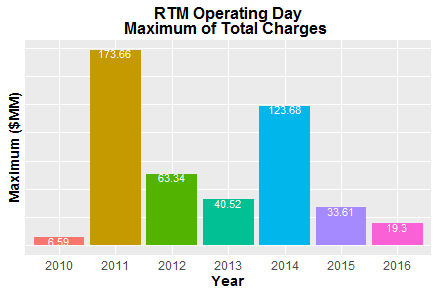 RTM Operating Day
Maximum of Total Charges
Maximum ($MM)
173.66
123.68
63.34
40.52
33.61
19.3
6.59
2010 2011 2012 2013 2014 2015 2016
Year